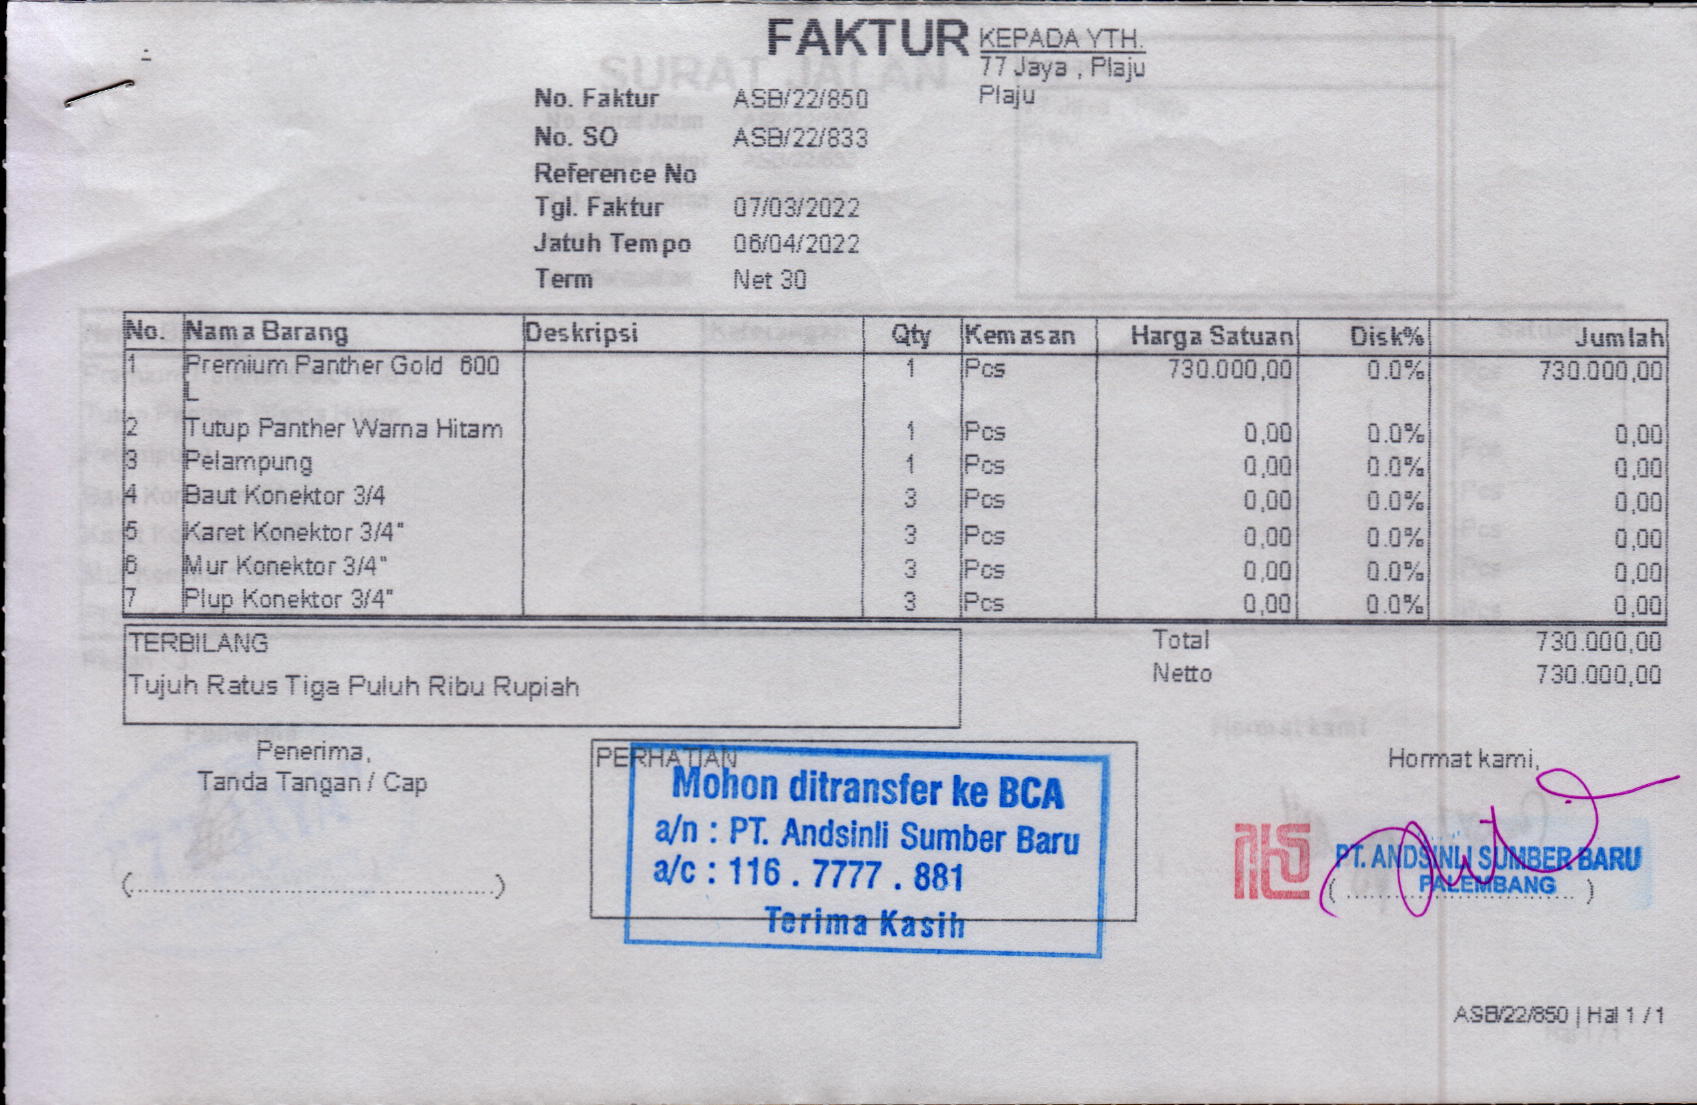 FAKTUR
KEPADA YTH.
77 Jaya , Plaju
Plaju
No. Faktur ASB/22/850
No. SO ASB/22/833
Reference No
Tgl. Faktur 07/03/2022
Jatuh Tempo 06/04/2022
Term Net 30
No. Nama Barang Deskripsi Qty Kemasan Harga Satuan Disk% Jumlah
1 Premium Panther Gold 600 1 Pcs 730.000,00 0.0% 730.000,00
L
2 Tutup Panther Warna Hitam 1 Pcs 0,00 0.0% 0,00
3 Pelampung 1 Pcs 0,00 0.0% 0,00
4 Baut Konektor 3/4 3 Pcs 0,00 0.0% 0,00
5 Karet Konektor 3/4" 3 Pcs 0,00 0.0% 0,00
6 Mur Konektor 3/4" 3 Pcs 0,00 0.0% 0,00
7 Plup Konektor 3/4" 3 Pcs 0,00 0.0% 0,00
TERBILANG
Tujuh Ratus Tiga Puluh Ribu Rupiah
Total 730.000,00
Netto 730.000,00
Penerima,
Tanda Tangan / Cap
(..................................................)
PERHATIAN
Mohon ditransfer ke BCA
a/n : PT. Andsinli Sumber Baru
a/c : 116 . 7777 . 881
Terima Kasih
Hormat kami,
PT. ANDSINLI SUMBER BARU
PALEMBANG
( ................................ )
ASB/22/850 | Hal 1 / 1